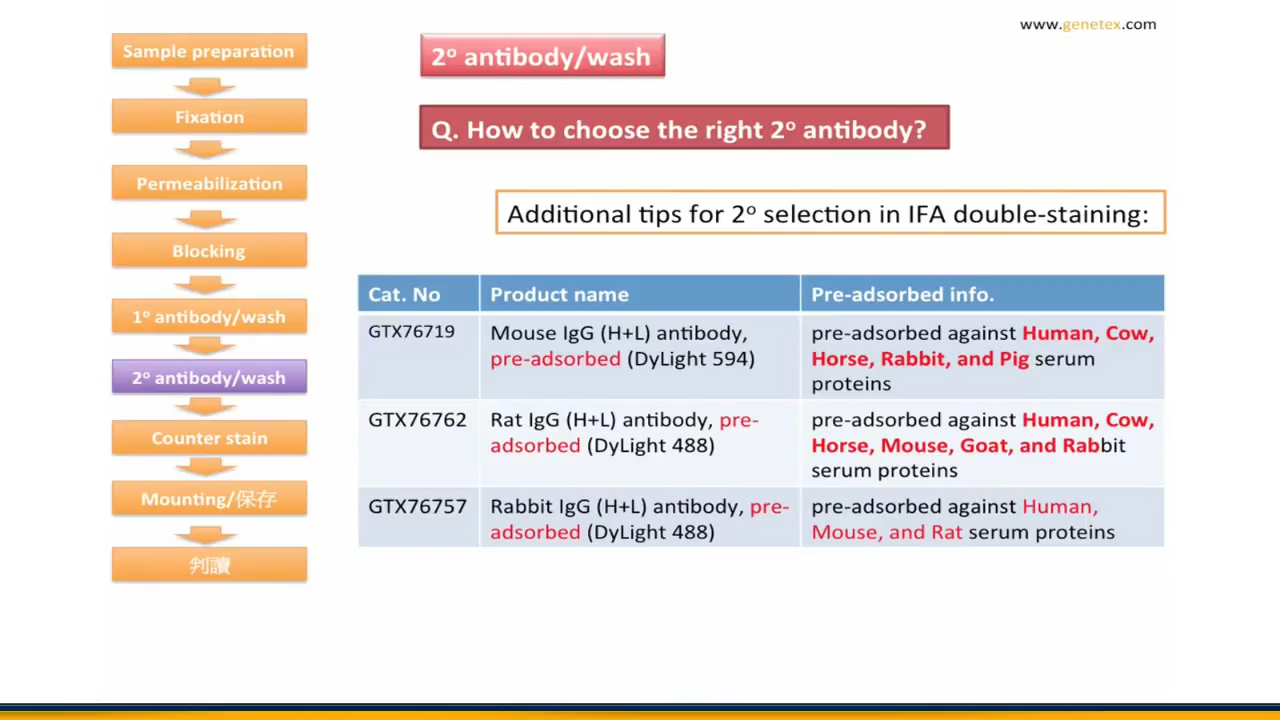 www.genetex.com
Sample preparation
Fixation
Permeabilization
Blocking
1º antibody/wash
2º antibody/wash
Counter stain
Mounting/保存
判讀
2º antibody/wash
Q. How to choose the right 2º antibody?
Additional tips for 2º selection in IFA double-staining:
Cat. No
Product name
Pre-adsorbed info.
GTX76719
Mouse IgG (H+L) antibody,
pre-adsorbed (DyLight 594)
pre-adsorbed against Human, Cow,
Horse, Rabbit, and Pig serum
proteins
GTX76762
Rat IgG (H+L) antibody, pre-
adsorbed (DyLight 488)
pre-adsorbed against Human, Cow,
Horse, Mouse, Goat, and Rabbit
serum proteins
GTX76757
Rabbit IgG (H+L) antibody, pre-
adsorbed (DyLight 488)
pre-adsorbed against Human,
Mouse, and Rat serum proteins